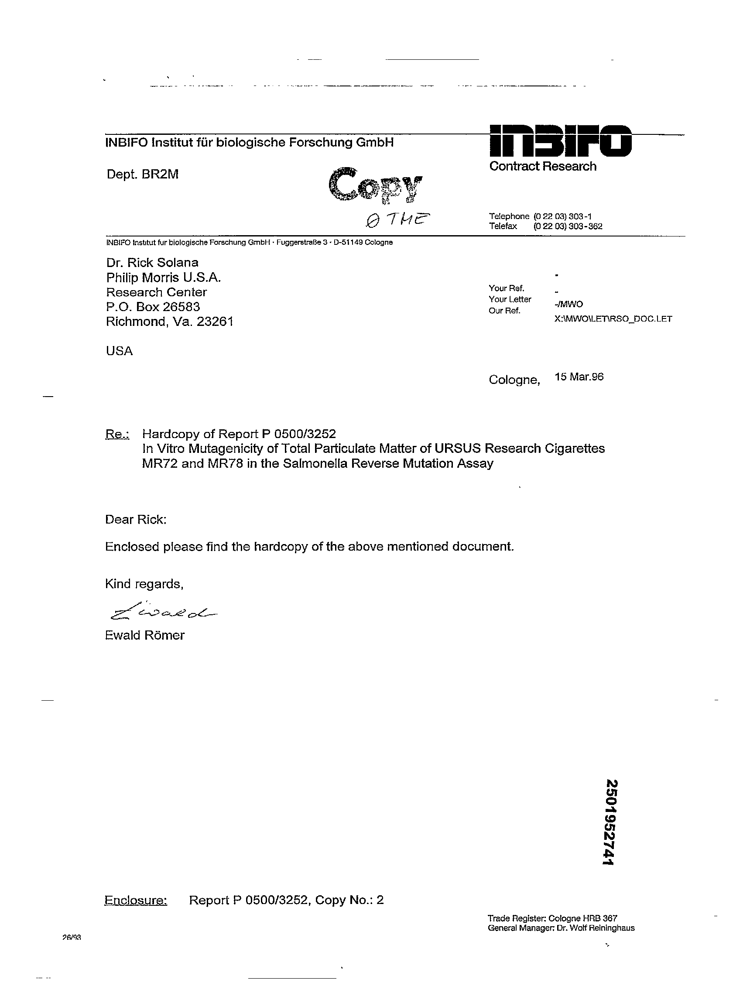 INBIFO Institut für biologische Forschung GmbH
INBIFO
Contract Research
Dept. BR2M
Copy
Ø THE
Telephone (0 22 03) 303-1
Telefax (0 22 03) 303-362
INBIFO Institut für biologische Forschung GmbH · Fuggerstraße 3 · D-51149 Cologne
Dr. Rick Solana
Philip Morris U.S.A.
Research Center
P.O. Box 26583
Richmond, Va. 23261
USA
-
Your Ref. -
Your Letter -/MWO
Our Ref. X:\MWO\LET\RSO_DOC.LET
Cologne, 15 Mar.96
Re.: Hardcopy of Report P 0500/3252
In Vitro Mutagenicity of Total Particulate Matter of URSUS Research Cigarettes
MR72 and MR78 in the Salmonella Reverse Mutation Assay
Dear Rick:
Enclosed please find the hardcopy of the above mentioned document.
Kind regards,
Ewald
Ewald Römer
2501952741
Enclosure: Report P 0500/3252, Copy No.: 2
Trade Register: Cologne HRB 367
General Manager: Dr. Wolf Reininghaus
26/93